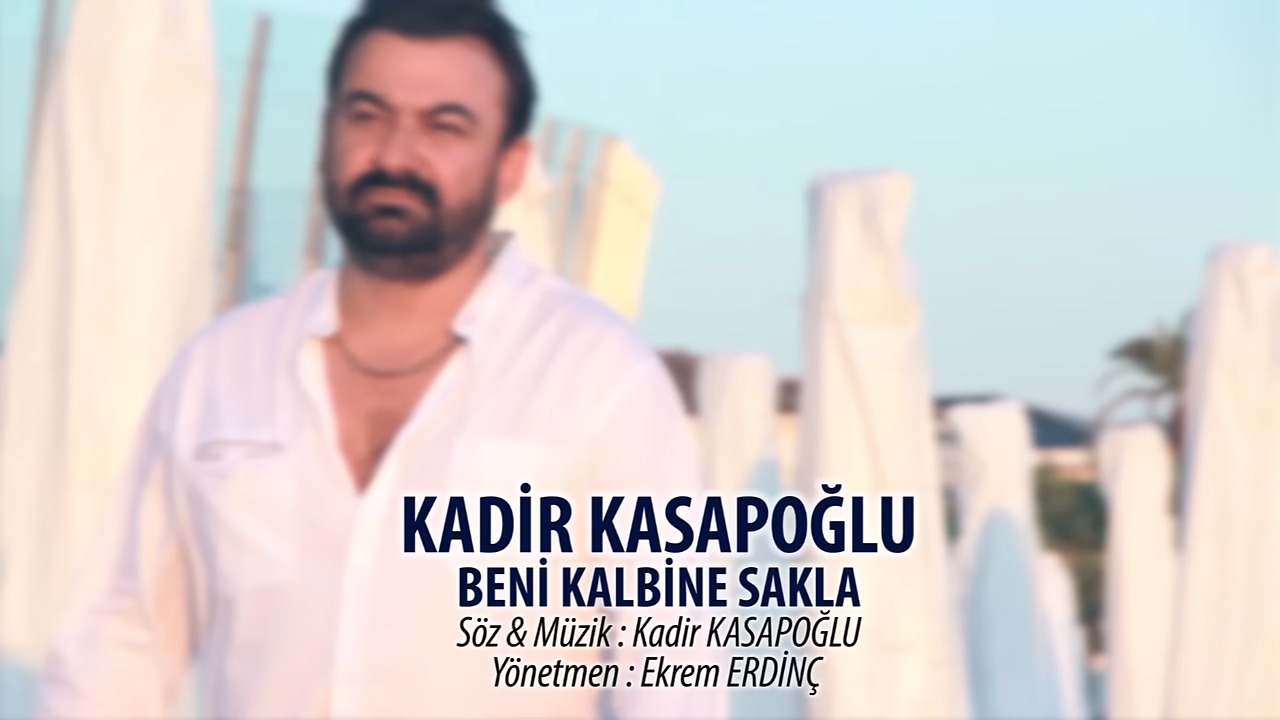 KADİR KASAPOĞLU
BENİ KALBİNE SAKLA
Söz & Müzik : Kadir KASAPOĞLU
Yönetmen : Ekrem ERDİNÇ